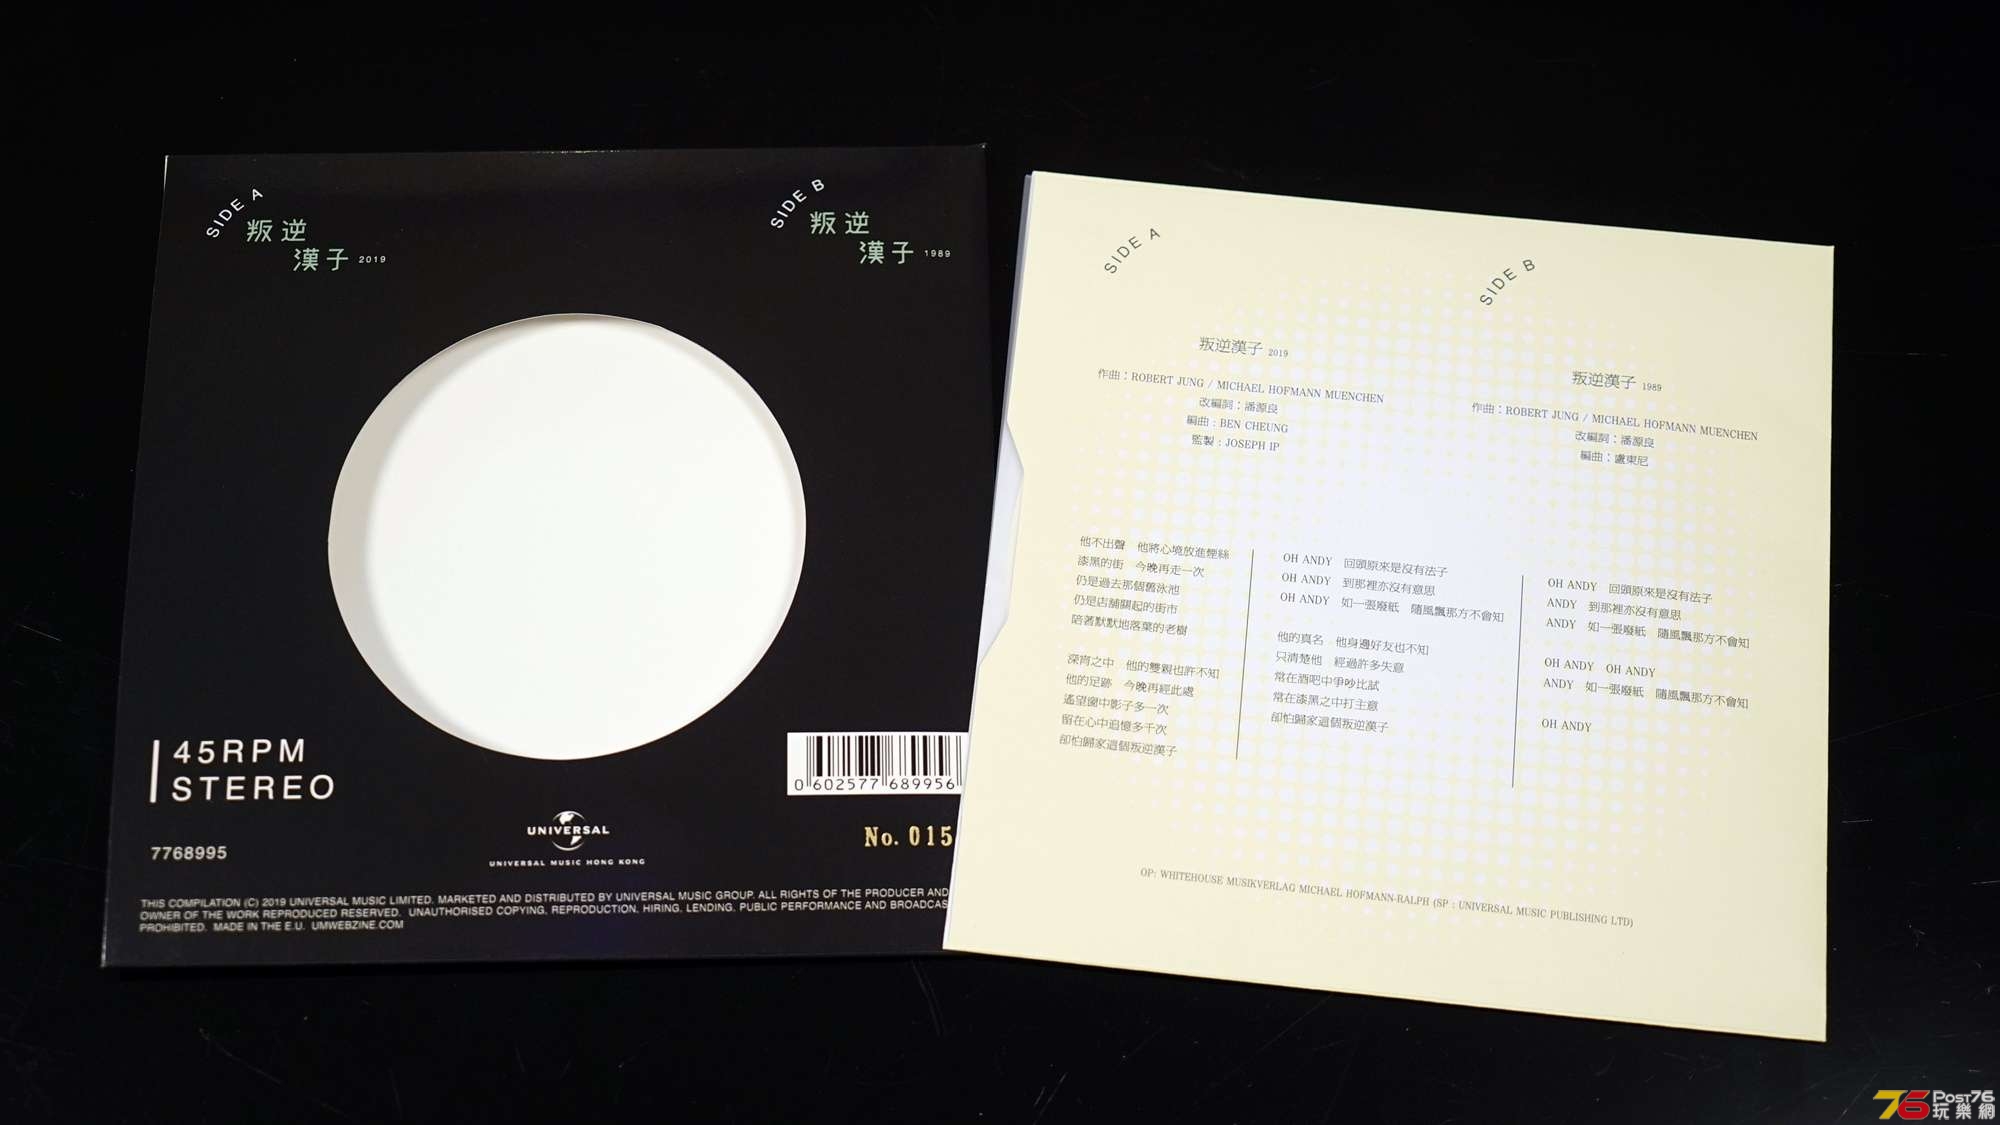 SIDE A
叛逆
漢子 2019
SIDE B
叛逆
漢子 1989
45RPM
STEREO
7768995
UNIVERSAL
UNIVERSAL MUSIC HONG KONG
0 602577 689956
No. 015
THIS COMPILATION (C) 2019 UNIVERSAL MUSIC LIMITED. MARKETED AND DISTRIBUTED BY UNIVERSAL MUSIC GROUP. ALL RIGHTS OF THE PRODUCER AND
OWNER OF THE WORK REPRODUCED RESERVED. UNAUTHORISED COPYING, REPRODUCTION, HIRING, LENDING, PUBLIC PERFORMANCE AND BROADCAS
PROHIBITED. MADE IN THE E.U. UMWEBZINE.COM
SIDE A
叛逆漢子 2019
作曲：ROBERT JUNG / MICHAEL HOFMANN MUENCHEN
改編詞：潘源良
編曲：BEN CHEUNG
監製：JOSEPH IP
SIDE B
叛逆漢子 1989
作曲：ROBERT JUNG / MICHAEL HOFMANN MUENCHEN
改編詞：潘源良
編曲：盧東尼
他不出聲　他將心境放進煙絲
漆黑的街　今晚再走一次
仍是過去那個舊泳池
仍是店舖關起的街市
陪著默默地落葉的老樹
深宵之中　他的雙親也許不知
他的足跡　今晚再經此處
遙望窗中影子多一次
留在心中追憶多千次
卻怕歸家這個叛逆漢子
OH ANDY　回頭原來是沒有法子
OH ANDY　到那裡亦沒有意思
OH ANDY　如一張廢紙　隨風飄那方不會知
他的真名　他身邊好友也不知
只清楚他　經過許多失意
常在酒吧中爭吵比試
常在漆黑之中打主意
卻怕歸家這個叛逆漢子
OH ANDY　回頭原來是沒有法子
ANDY　到那裡亦沒有意思
ANDY　如一張廢紙　隨風飄那方不會知
OH ANDY　OH ANDY
ANDY　如一張廢紙　隨風飄那方不會知
OH ANDY
OP: WHITEHOUSE MUSIKVERLAG MICHAEL HOFMANN-RALPH (SP : UNIVERSAL MUSIC PUBLISHING LTD)
76 Post76
玩樂網